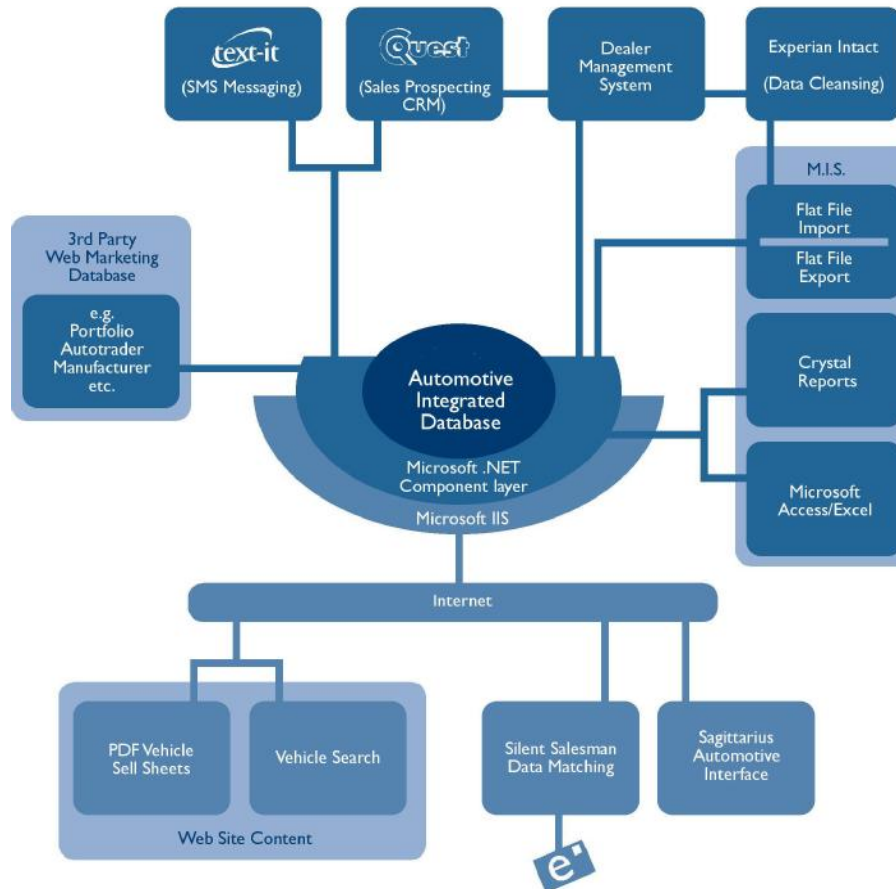 text-it
(SMS Messaging)
Quest
(Sales Prospecting
CRM)
Dealer
Management
System
Experian Intact
(Data Cleansing)
M.I.S.
Flat File
Import
Flat File
Export
3rd Party
Web Marketing
Database
e.g.
Portfolio
Autotrader
Manufacturer
etc.
Crystal
Reports
Automotive
Integrated
Database
Microsoft .NET
Component layer
Microsoft IIS
Microsoft
Access/Excel
Internet
PDF Vehicle
Sell Sheets
Vehicle Search
Web Site Content
Silent Salesman
Data Matching
Sagittarius
Automotive
Interface
e